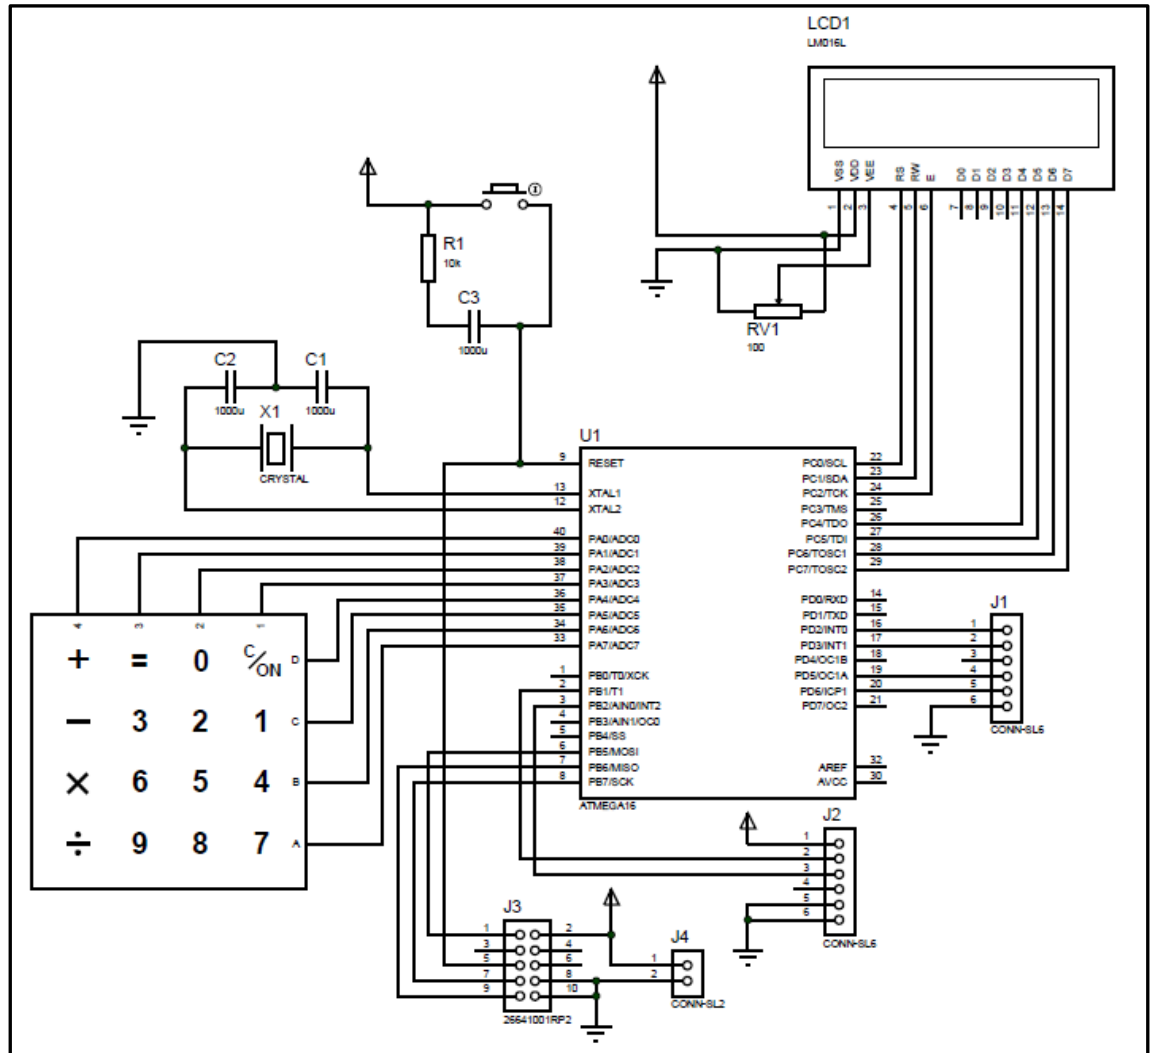 LCD1
LM016L
VSS VDD VEE RS RW E D0 D1 D2 D3 D4 D5 D6 D7
1 2 3 4 5 6 7 8 9 10 11 12 13 14
R1
10k
C3
1000u
RV1
100
C2
1000u
C1
1000u
X1
CRYSTAL
U1
9 RESET
13 XTAL1
12 XTAL2
40 PA0/ADC0
39 PA1/ADC1
38 PA2/ADC2
37 PA3/ADC3
36 PA4/ADC4
35 PA5/ADC5
34 PA6/ADC6
33 PA7/ADC7
1 PB0/T0/XCK
2 PB1/T1
3 PB2/AIN0/INT2
4 PB3/AIN1/OC0
5 PB4/SS
6 PB5/MOSI
7 PB6/MISO
8 PB7/SCK
PC0/SCL 22
PC1/SDA 23
PC2/TCK 24
PC3/TMS 25
PC4/TDO 26
PC5/TDI 27
PC6/TOSC1 28
PC7/TOSC2 29
PD0/RXD 14
PD1/TXD 15
PD2/INT0 16
PD3/INT1 17
PD4/OC1B 18
PD5/OC1A 19
PD6/ICP1 20
PD7/OC2 21
AREF 32
AVCC 30
ATMEGA16
4 3 2 1
+ = 0 C/ON D
− 3 2 1 C
× 6 5 4 B
÷ 9 8 7 A
J1
1
2
3
4
5
6
CONN-SL6
J2
1
2
3
4
5
6
CONN-SL6
J3
1 2
3 4
5 6
7 8
9 10
26641001RP2
J4
1
2
CONN-SL2